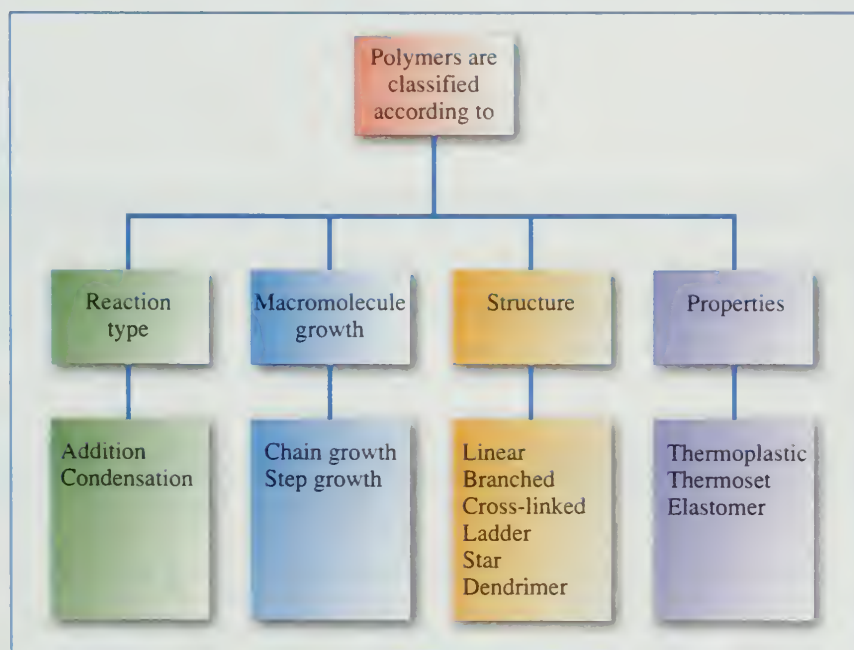 Polymers are
classified
according to
Reaction
type
Macromolecule
growth
Structure
Properties
Addition
Condensation
Chain growth
Step growth
Linear
Branched
Cross-linked
Ladder
Star
Dendrimer
Thermoplastic
Thermoset
Elastomer